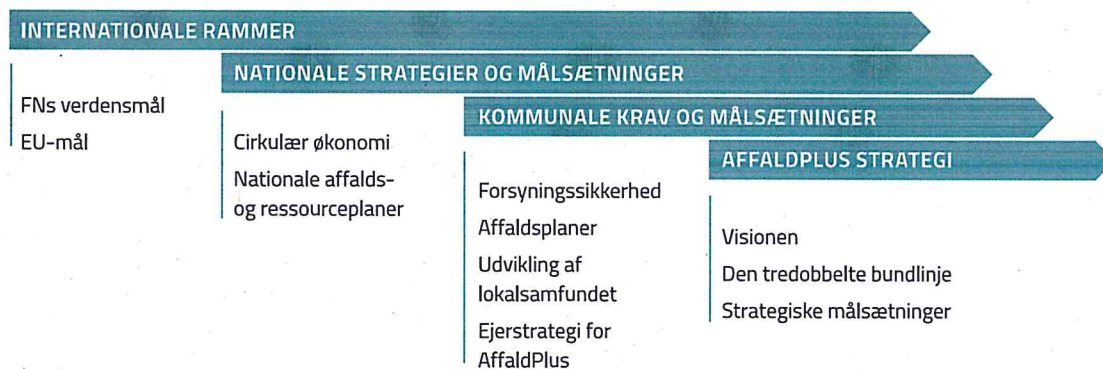 INTERNATIONALE RAMMER
FNs verdensmål
EU-mål
NATIONALE STRATEGIER OG MÅLSÆTNINGER
Cirkulær økonomi
Nationale affalds-
og ressourceplaner
KOMMUNALE KRAV OG MÅLSÆTNINGER
Forsyningssikkerhed
Affaldsplaner
Udvikling af
lokalsamfundet
Ejerstrategi for
AffaldPlus
AFFALDPLUS STRATEGI
Visionen
Den tredobbelte bundlinje
Strategiske målsætninger